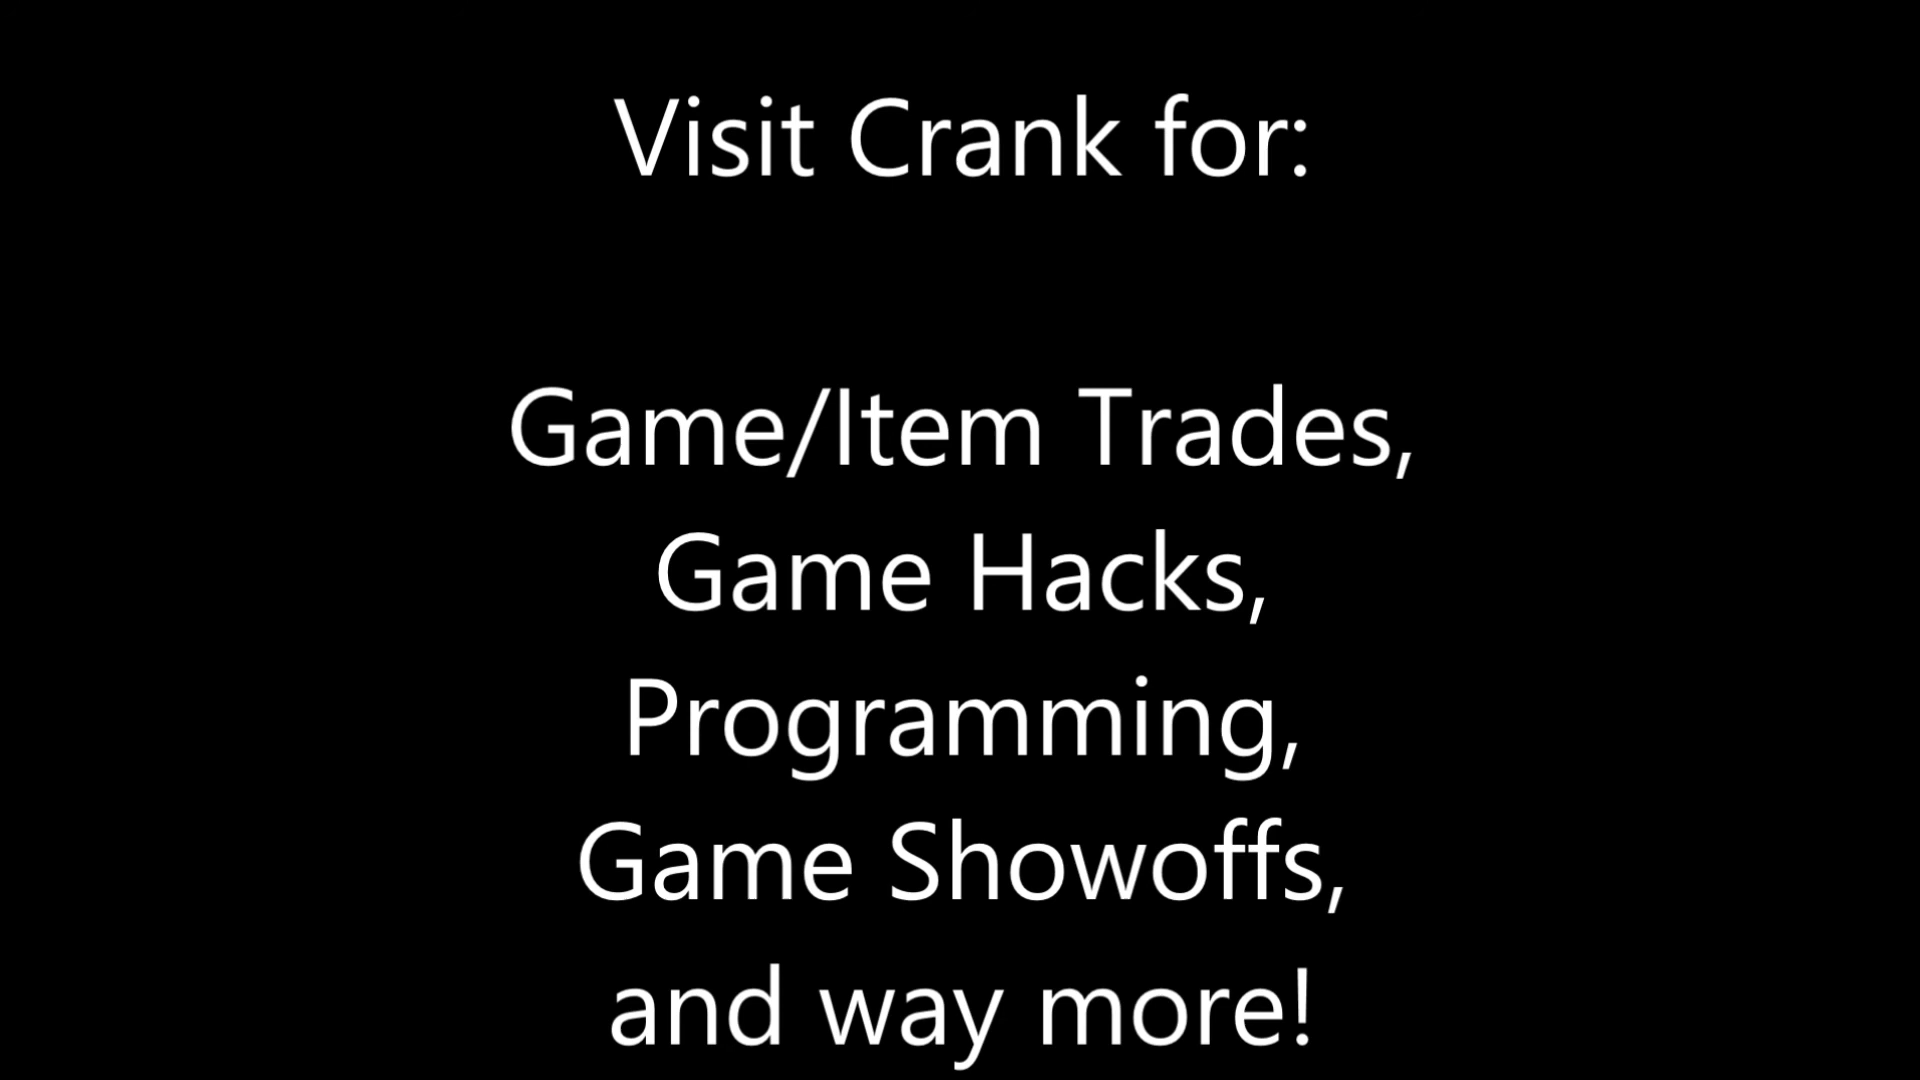 Visit Crank for:
Game/Item Trades,
Game Hacks,
Programming,
Game Showoffs,
and way more!